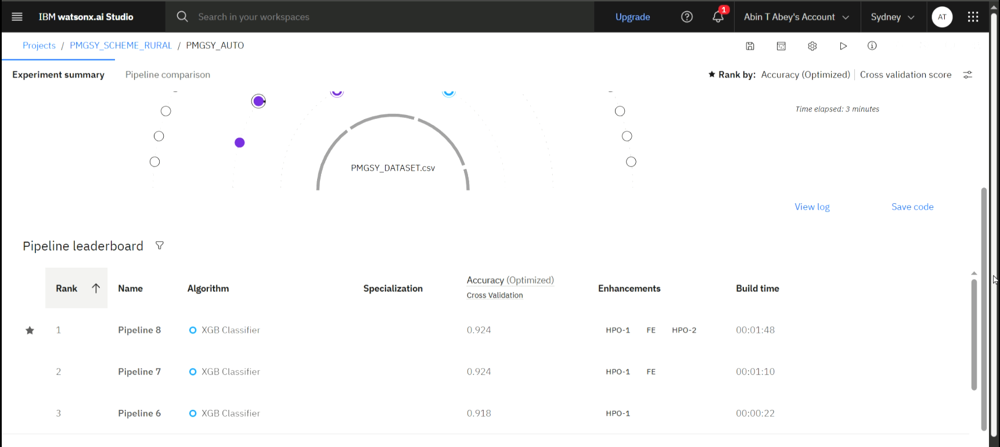 IBM watsonx.ai Studio
Search in your workspaces
Upgrade
1
Abin T Abey's Account
Sydney
AT
Projects / PMGSY_SCHEME_RURAL / PMGSY_AUTO
Experiment summary
Pipeline comparison
Rank by: Accuracy (Optimized) | Cross validation score
Time elapsed: 3 minutes
PMGSY_DATASET.csv
View log
Save code
Pipeline leaderboard
Rank Name Algorithm Specialization Accuracy (Optimized) Enhancements Build time
Cross Validation
1 Pipeline 8 XGB Classifier 0.924 HPO-1 FE HPO-2 00:01:48
2 Pipeline 7 XGB Classifier 0.924 HPO-1 FE 00:01:10
3 Pipeline 6 XGB Classifier 0.918 HPO-1 00:00:22